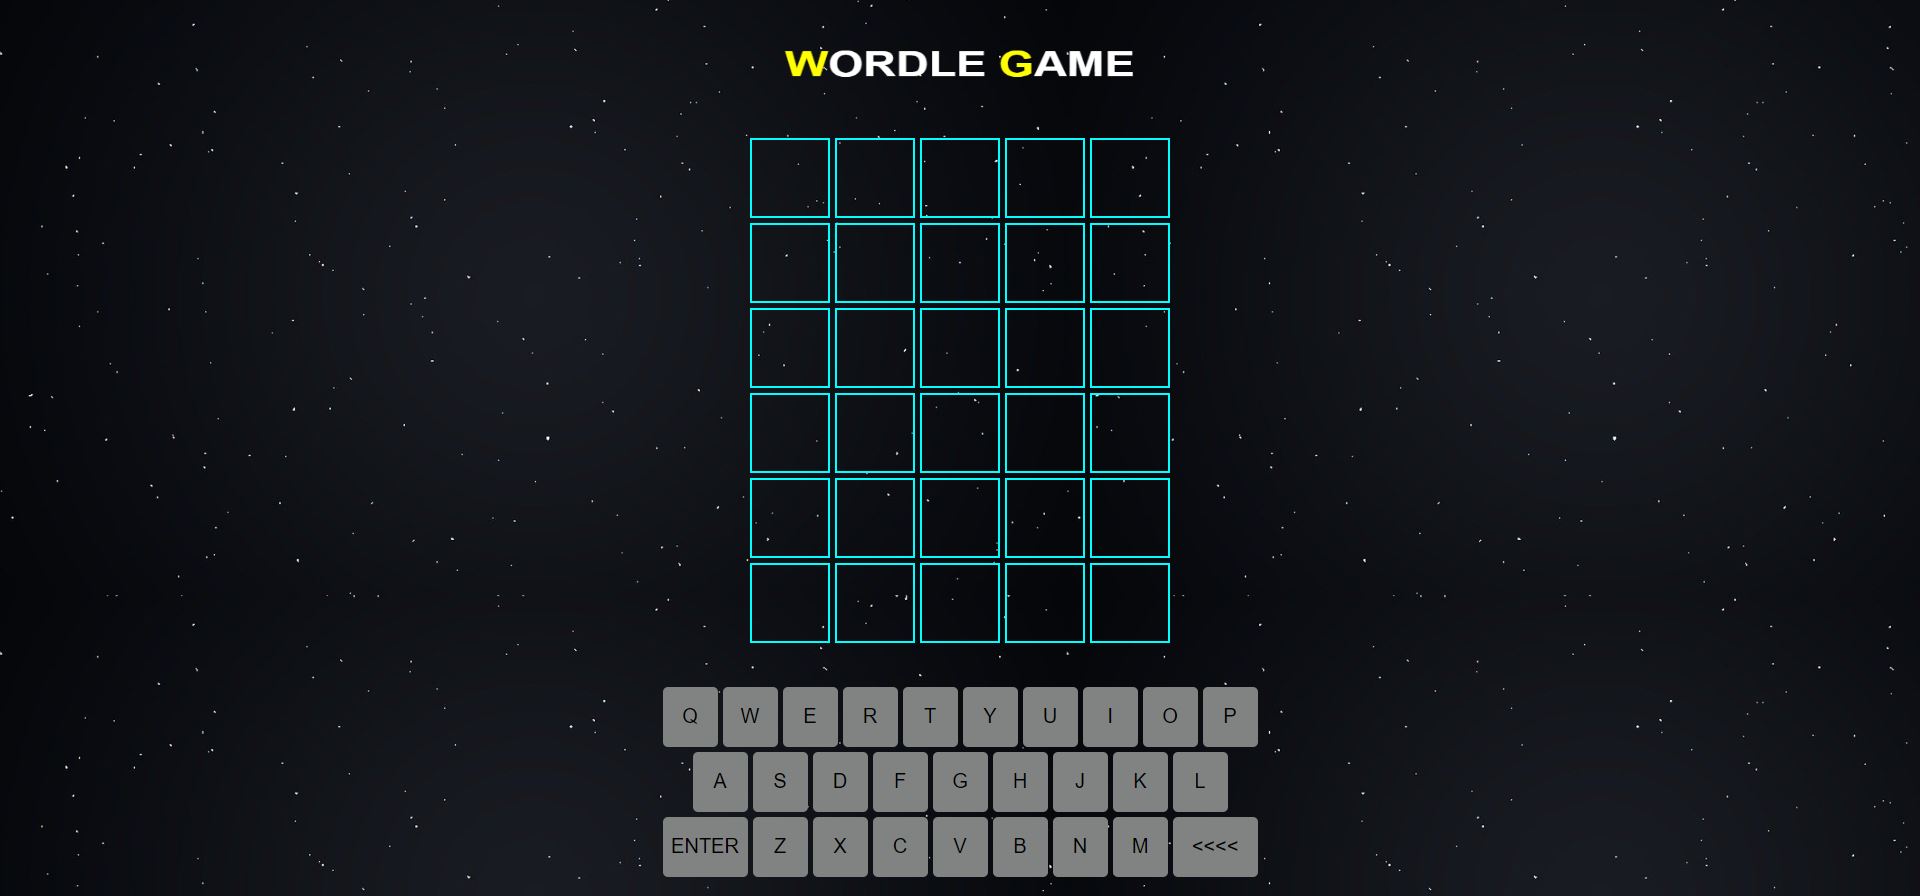 WORDLE GAME
Q W E R T Y U I O P
A S D F G H J K L
ENTER Z X C V B N M <<<<